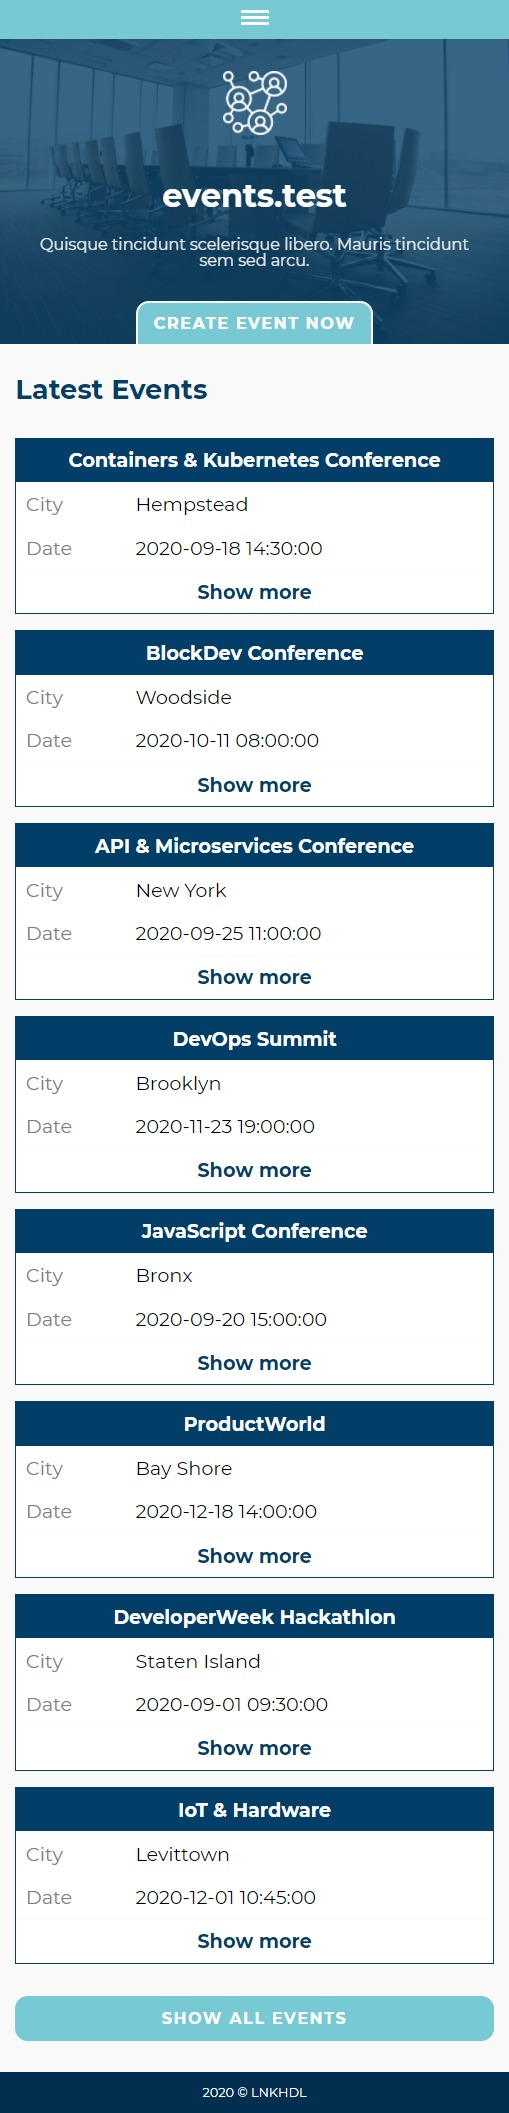 events.test
Quisque tincidunt scelerisque libero. Mauris tincidunt
sem sed arcu.
CREATE EVENT NOW
Latest Events
Containers & Kubernetes Conference
City Hempstead
Date 2020-09-18 14:30:00
Show more
BlockDev Conference
City Woodside
Date 2020-10-11 08:00:00
Show more
API & Microservices Conference
City New York
Date 2020-09-25 11:00:00
Show more
DevOps Summit
City Brooklyn
Date 2020-11-23 19:00:00
Show more
JavaScript Conference
City Bronx
Date 2020-09-20 15:00:00
Show more
ProductWorld
City Bay Shore
Date 2020-12-18 14:00:00
Show more
DeveloperWeek Hackathlon
City Staten Island
Date 2020-09-01 09:30:00
Show more
IoT & Hardware
City Levittown
Date 2020-12-01 10:45:00
Show more
SHOW ALL EVENTS
2020 © LNKHDL